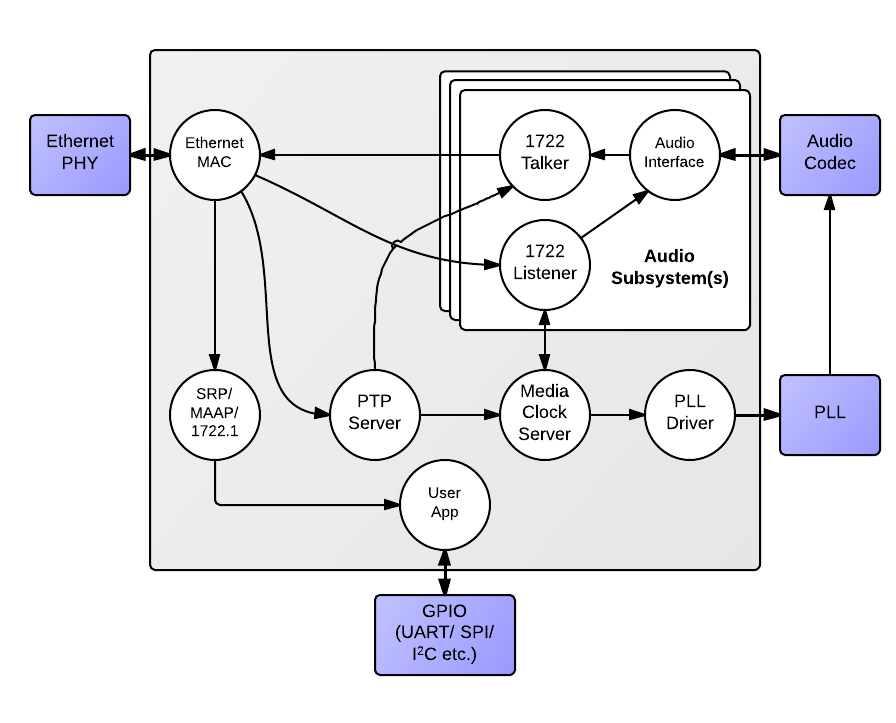 Ethernet
PHY
Ethernet
MAC
1722
Talker
Audio
Interface
Audio
Codec
1722
Listener
Audio
Subsystem(s)
SRP/
MAAP/
1722.1
PTP
Server
Media
Clock
Server
PLL
Driver
PLL
User
App
GPIO
(UART/ SPI/
I²C etc.)